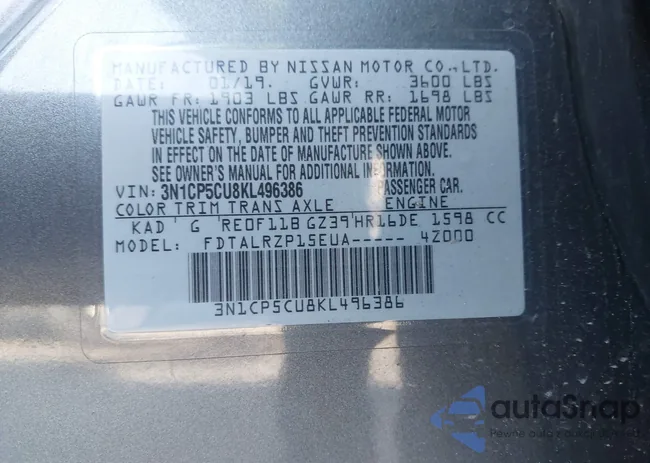 MANUFACTURED BY NISSAN MOTOR CO.,LTD.
DATE: 01/19. GVWR: 3600 LBS
GAWR FR: 1903 LBS GAWR RR: 1698 LBS
THIS VEHICLE CONFORMS TO ALL APPLICABLE FEDERAL MOTOR
VEHICLE SAFETY, BUMPER AND THEFT PREVENTION STANDARDS
IN EFFECT ON THE DATE OF MANUFACTURE SHOWN ABOVE.
SEE OWNER'S MANUAL FOR ADDITIONAL INFORMATION.
VIN: 3N1CP5CU8KL496386 PASSENGER CAR.
COLOR TRIM TRANS AXLE ENGINE
KAD G RE0F11B GZ39 HR16DE 1598 CC
MODEL: FDTALRZP15EUA----- 4Z000
3N1CP5CU8KL496386
autaSnap
Pewne auta z